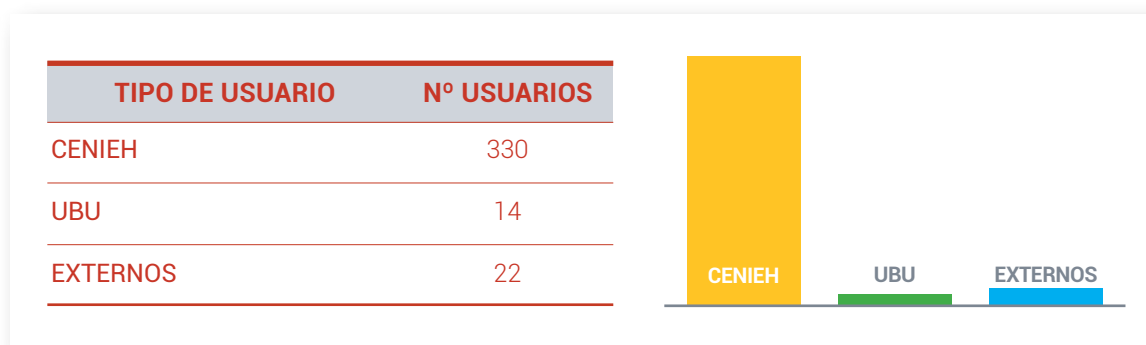 TIPO DE USUARIO Nº USUARIOS
CENIEH 330
UBU 14
EXTERNOS 22
CENIEH UBU EXTERNOS